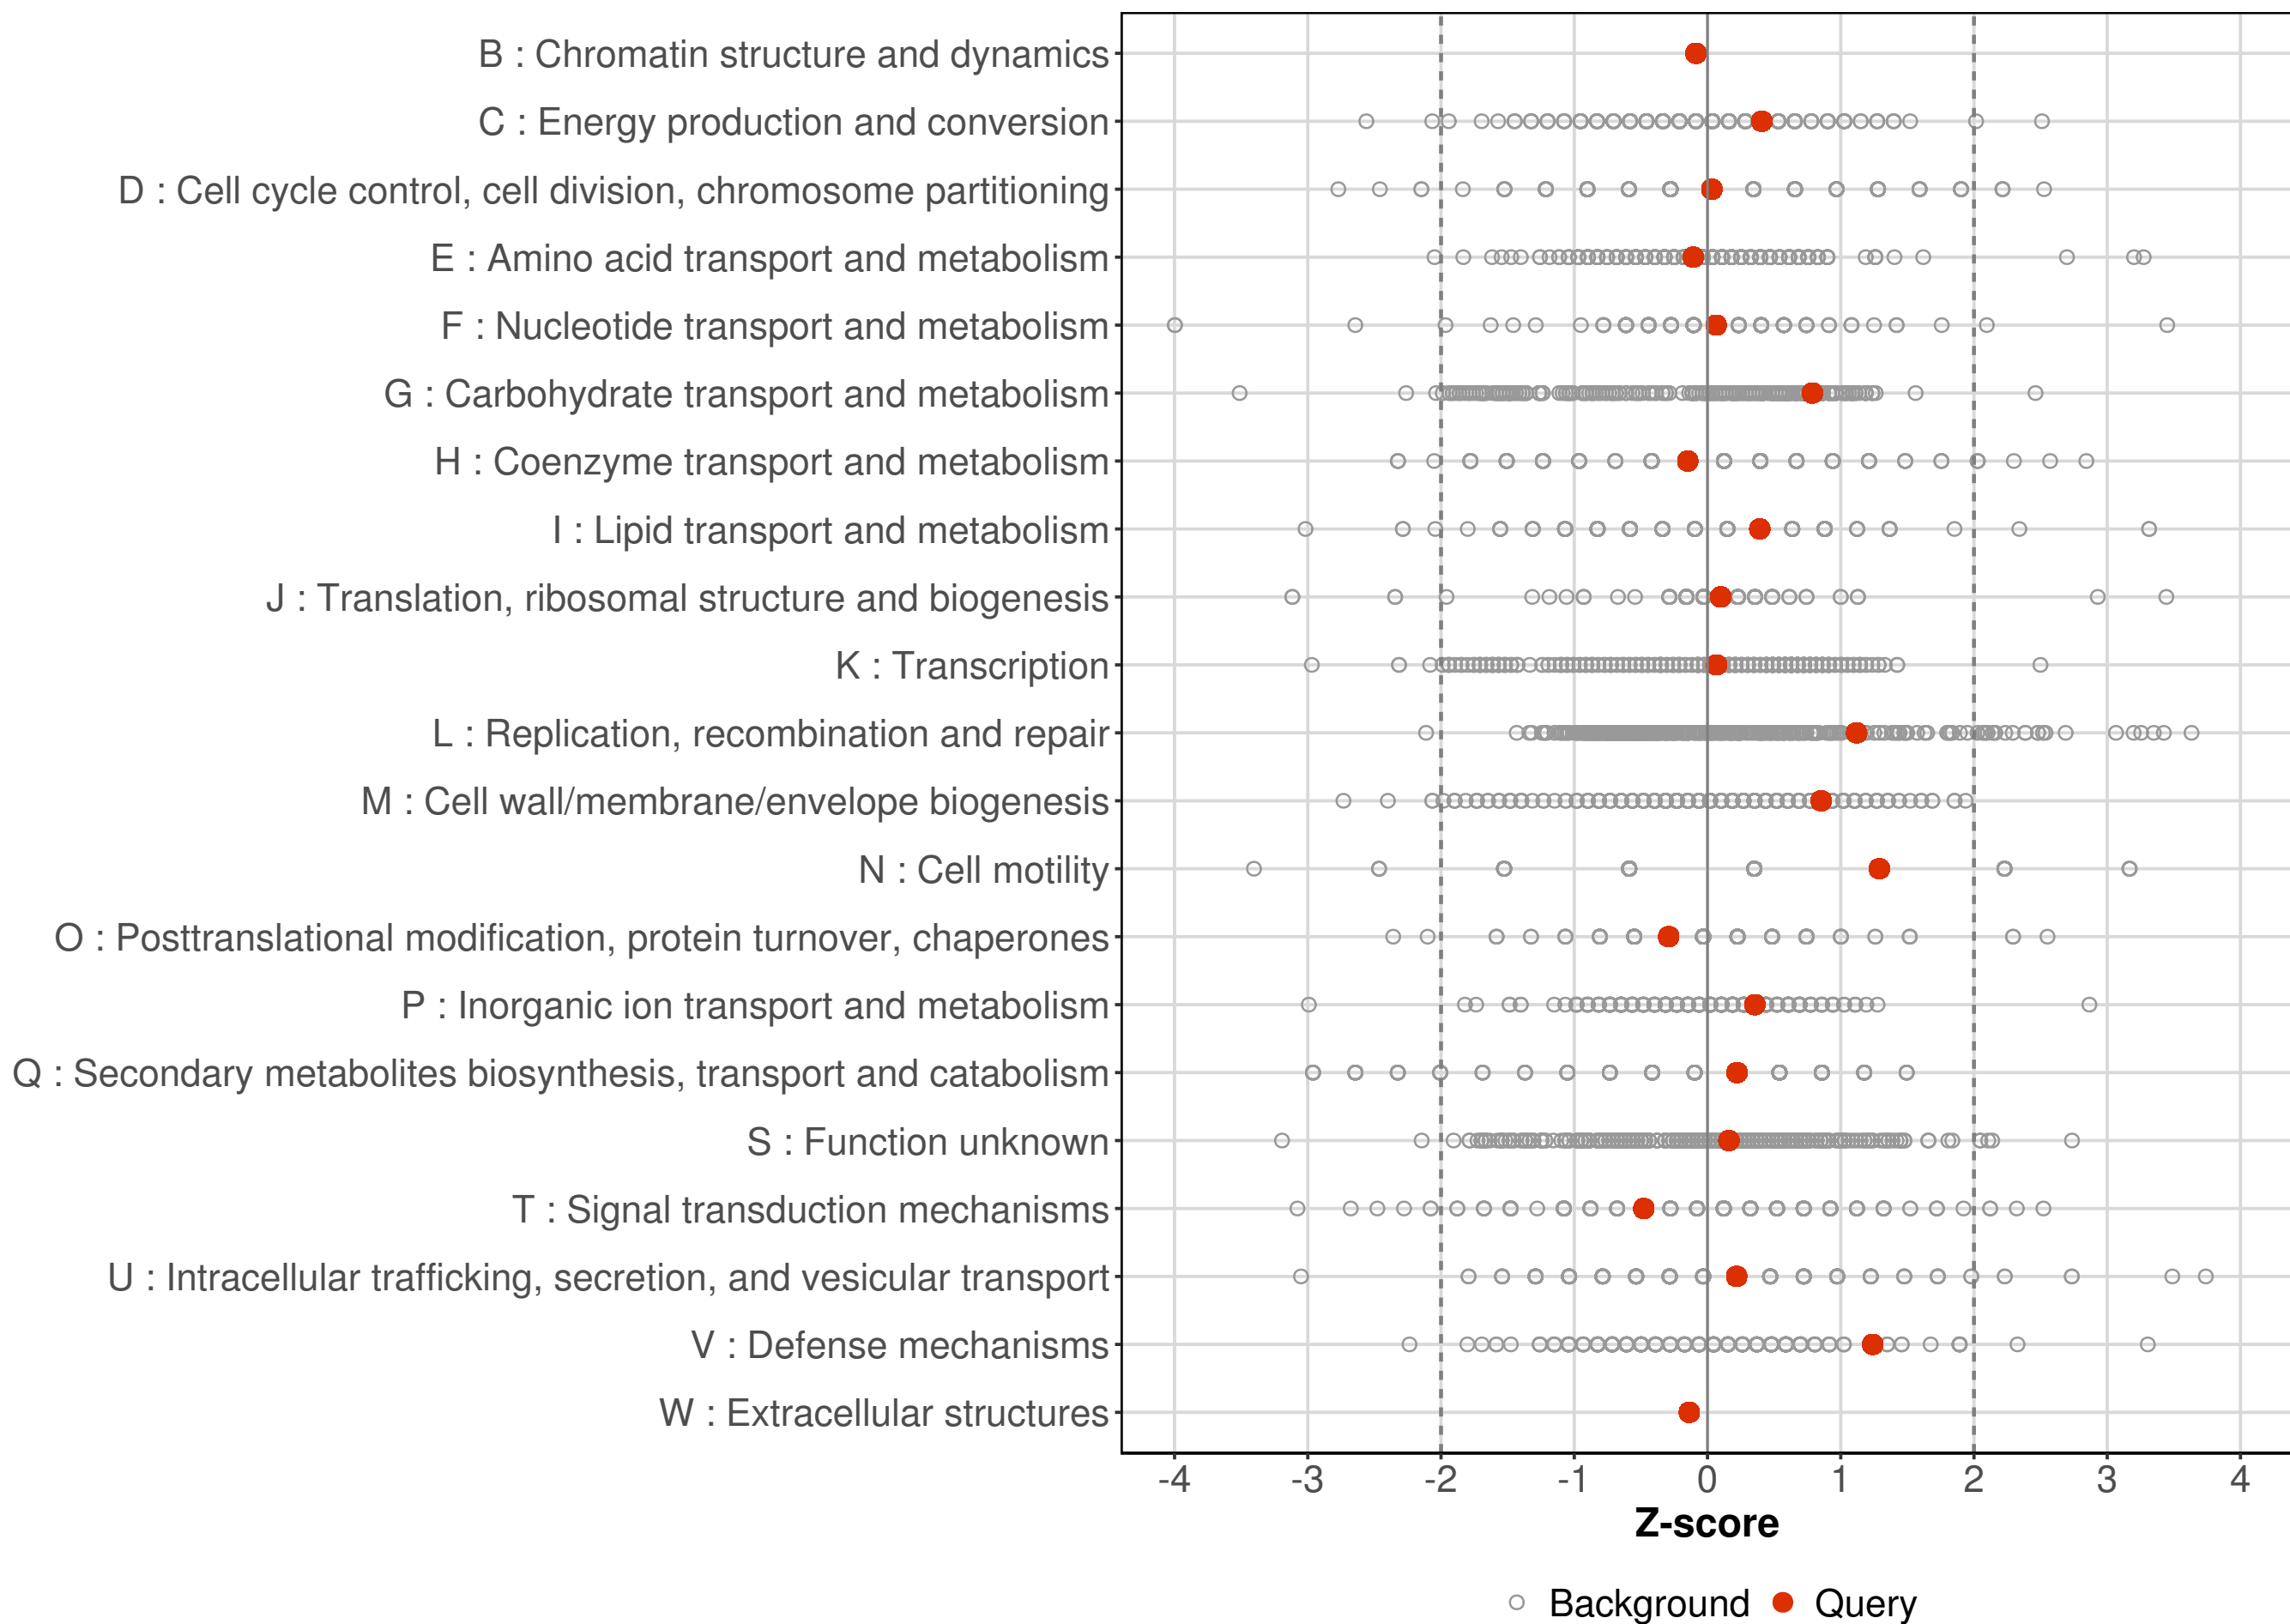 B : Chromatin structure and dynamics
C : Energy production and conversion
D : Cell cycle control, cell division, chromosome partitioning
E : Amino acid transport and metabolism
F : Nucleotide transport and metabolism
G : Carbohydrate transport and metabolism
H : Coenzyme transport and metabolism
I : Lipid transport and metabolism
J : Translation, ribosomal structure and biogenesis
K : Transcription
L : Replication, recombination and repair
M : Cell wall/membrane/envelope biogenesis
N : Cell motility
O : Posttranslational modification, protein turnover, chaperones
P : Inorganic ion transport and metabolism
Q : Secondary metabolites biosynthesis, transport and catabolism
S : Function unknown
T : Signal transduction mechanisms
U : Intracellular trafficking, secretion, and vesicular transport
V : Defense mechanisms
W : Extracellular structures
-4 -3 -2 -1 0 1 2 3 4
Z-score
Background Query